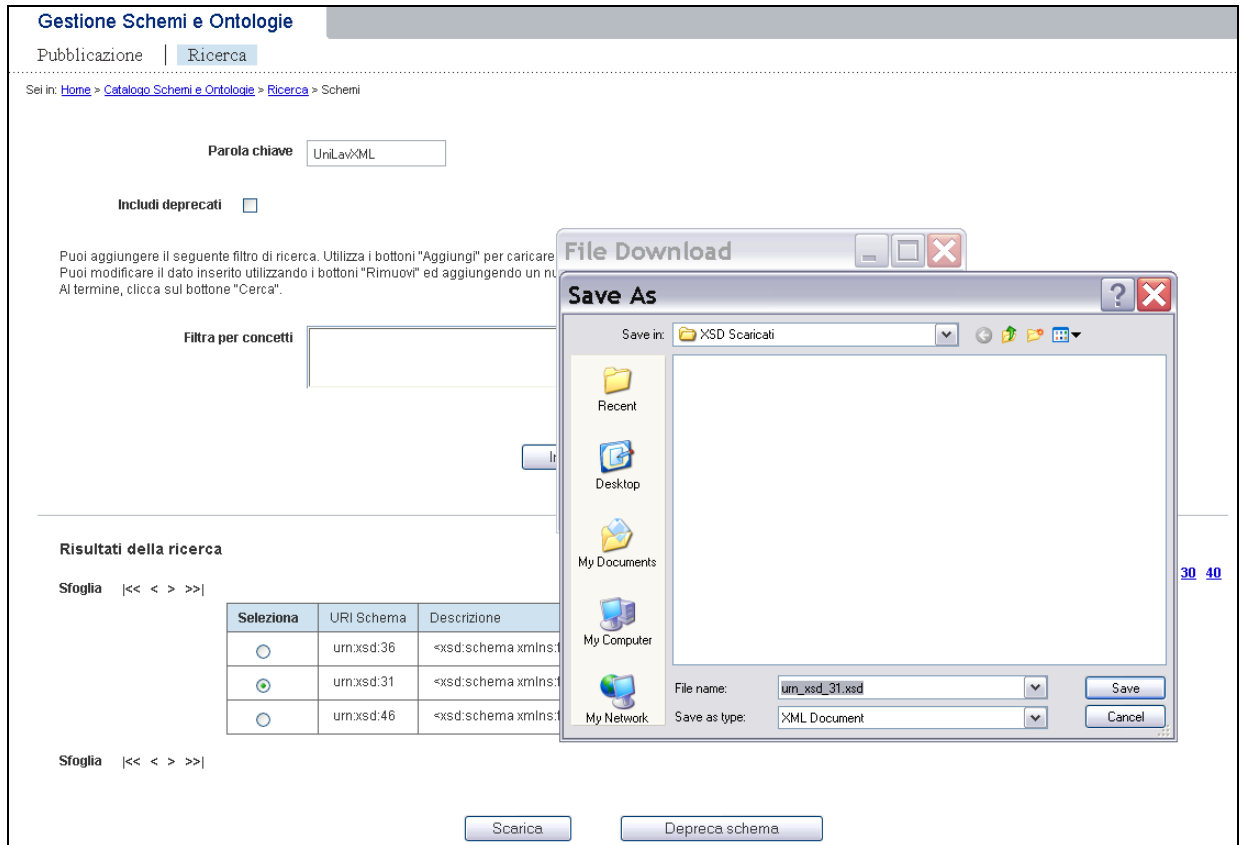 Gestione Schemi e Ontologie
Pubblicazione | Ricerca
Sei in: Home > Catalogo Schemi e Ontologie > Ricerca > Schemi
Parola chiave UniLavXML
Includi deprecati
Puoi aggiungere il seguente filtro di ricerca. Utilizza i bottoni "Aggiungi" per caricare
Puoi modificare il dato inserito utilizzando i bottoni "Rimuovi" ed aggiungendo un nu
Al termine, clicca sul bottone "Cerca".
Filtra per concetti
File Download
Save As
Save in: XSD Scaricati
Recent
Desktop
My Documents
My Computer
My Network
File name: urn_xsd_31.xsd Save
Save as type: XML Document Cancel
Risultati della ricerca
30 40
Sfoglia |<< < > >>|
Seleziona URI Schema Descrizione
urn:xsd:36 <xsd:schema xmlns:f
urn:xsd:31 <xsd:schema xmlns:f
urn:xsd:46 <xsd:schema xmlns:f
Sfoglia |<< < > >>|
Scarica Depreca schema